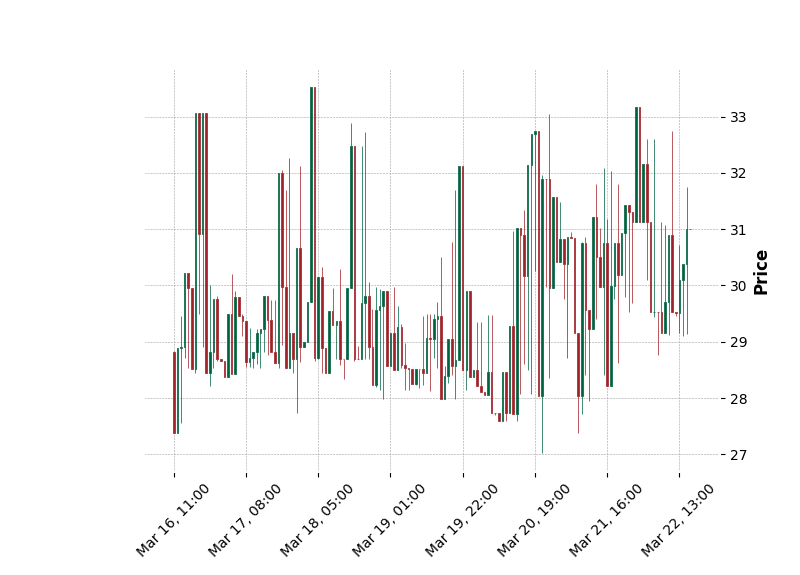 33
32
31
30
29
28
27
Price
Mar 16, 11:00
Mar 17, 08:00
Mar 18, 05:00
Mar 19, 01:00
Mar 19, 22:00
Mar 20, 19:00
Mar 21, 16:00
Mar 22, 13:00